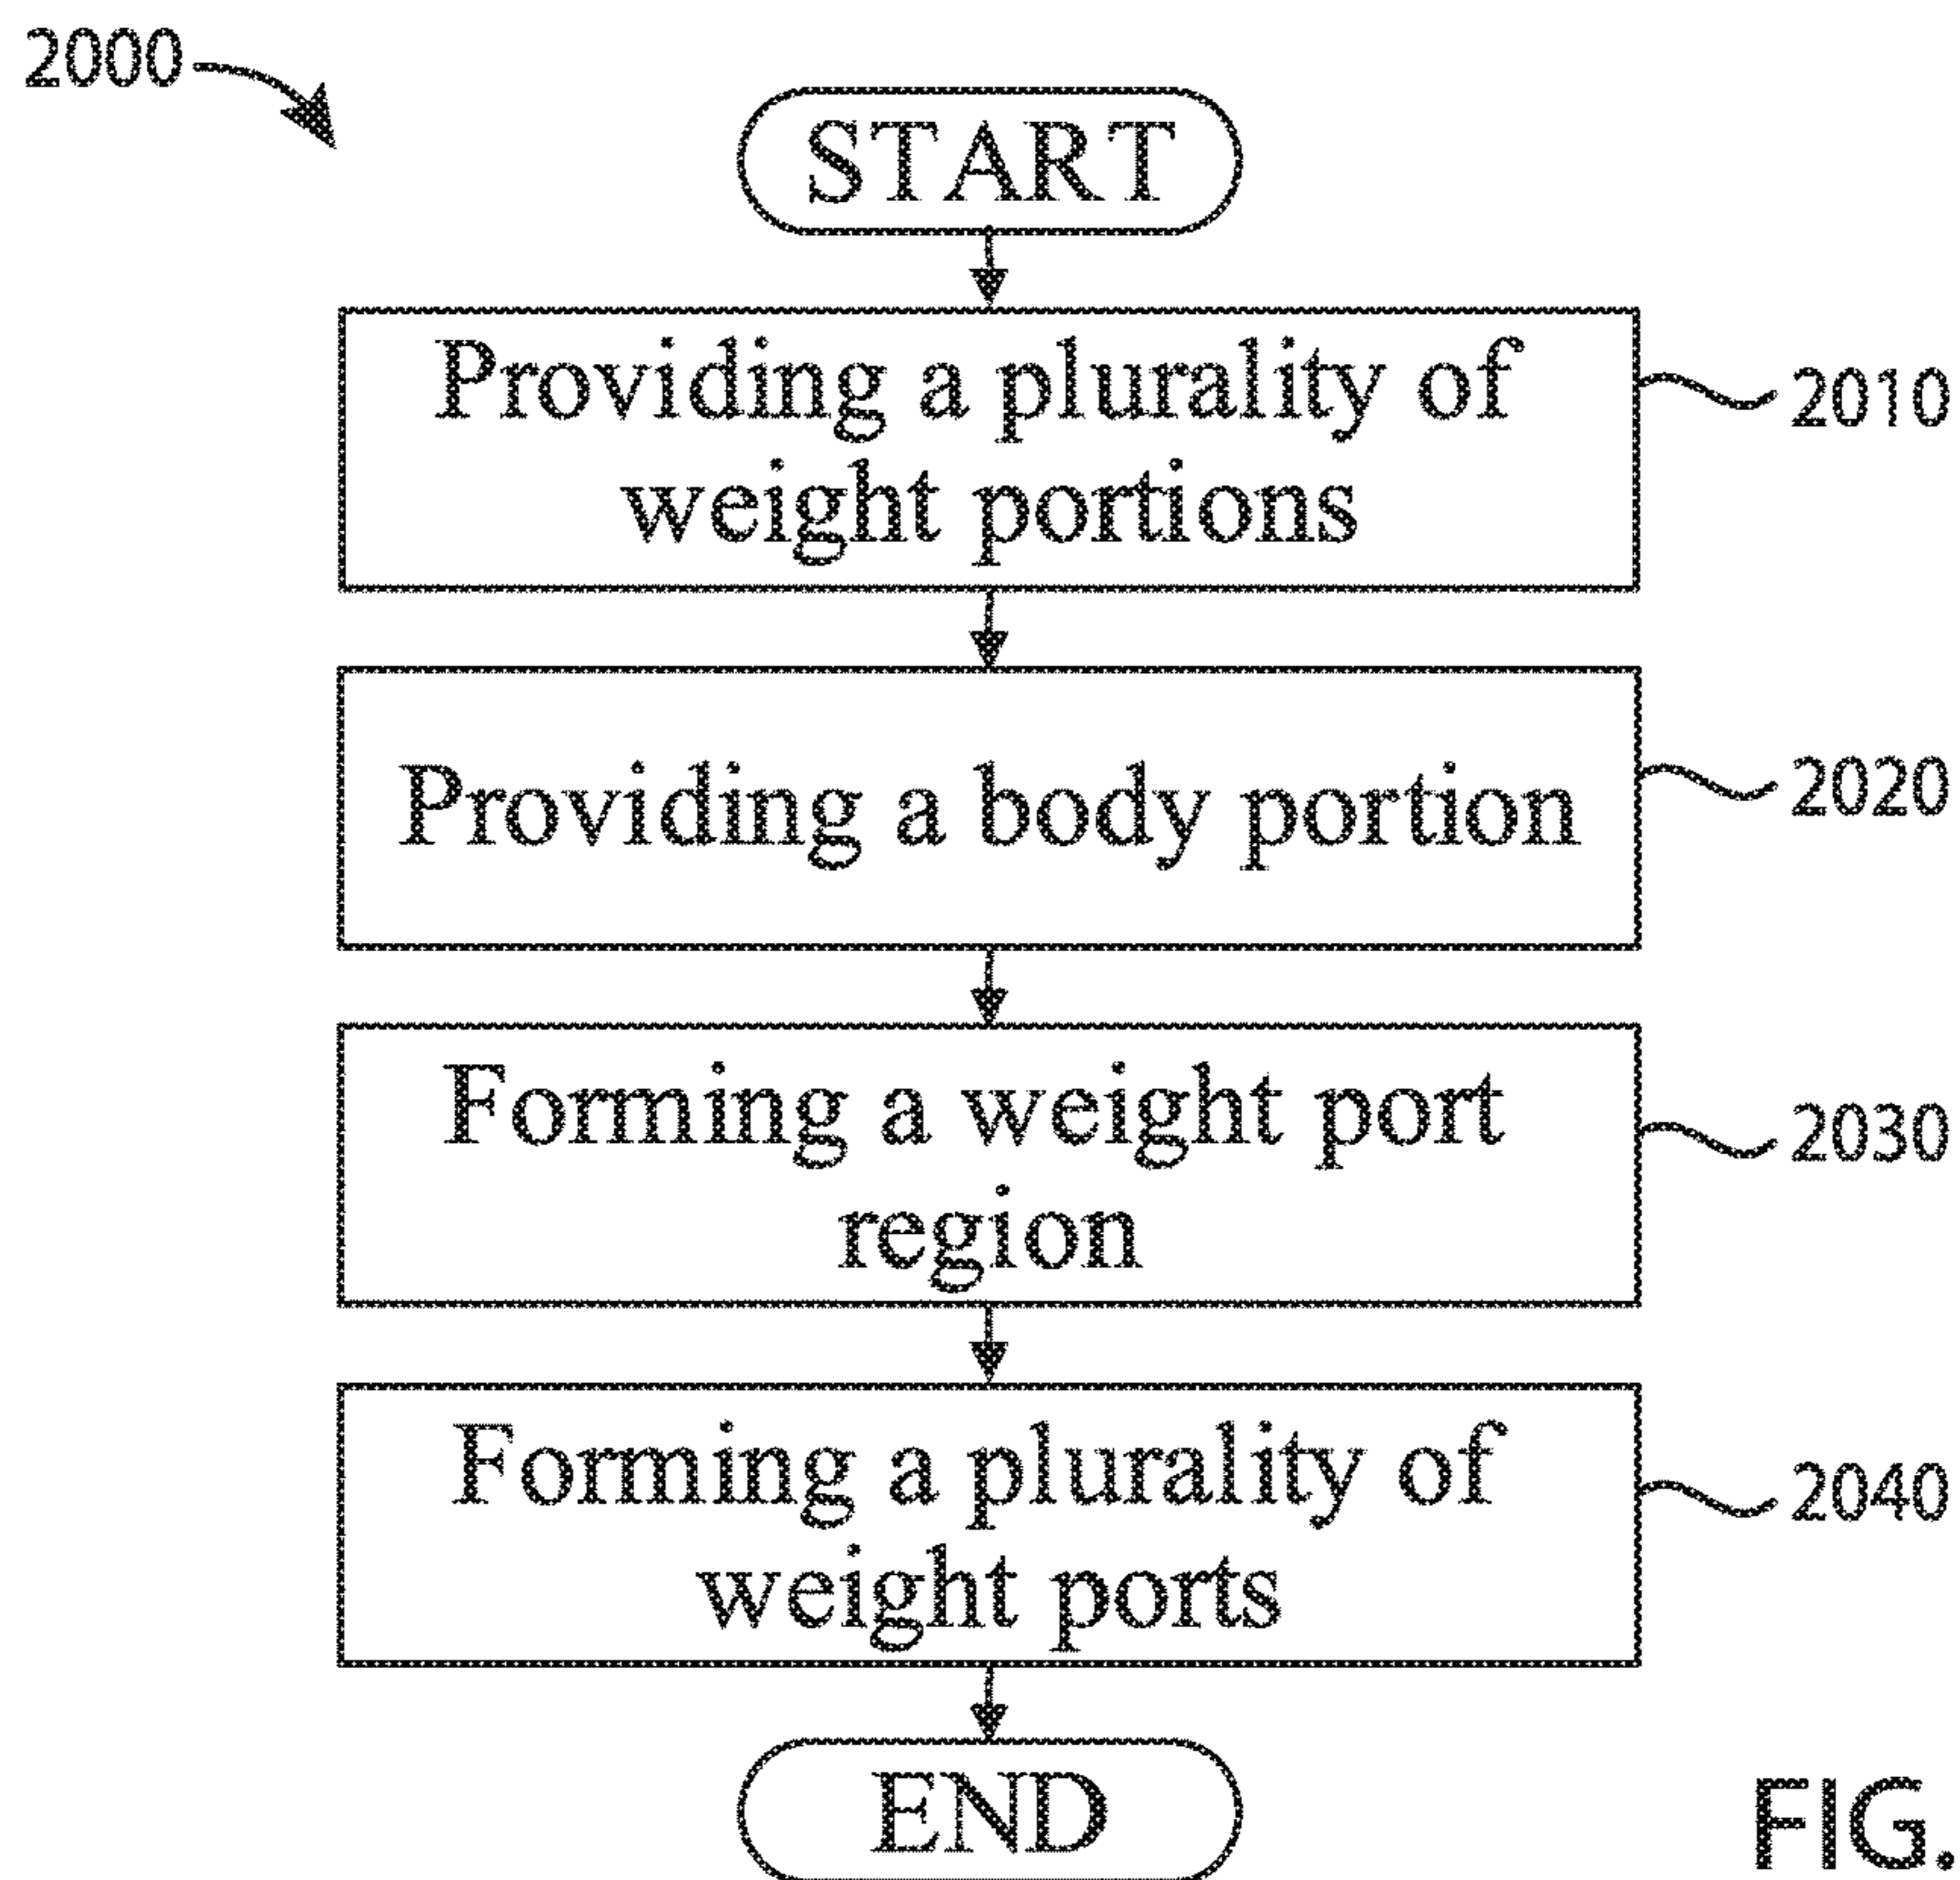 2000
START
Providing a plurality of
weight portions
2010
Providing a body portion
2020
Forming a weight port
region
2030
Forming a plurality of
weight ports
2040
END
FIG.